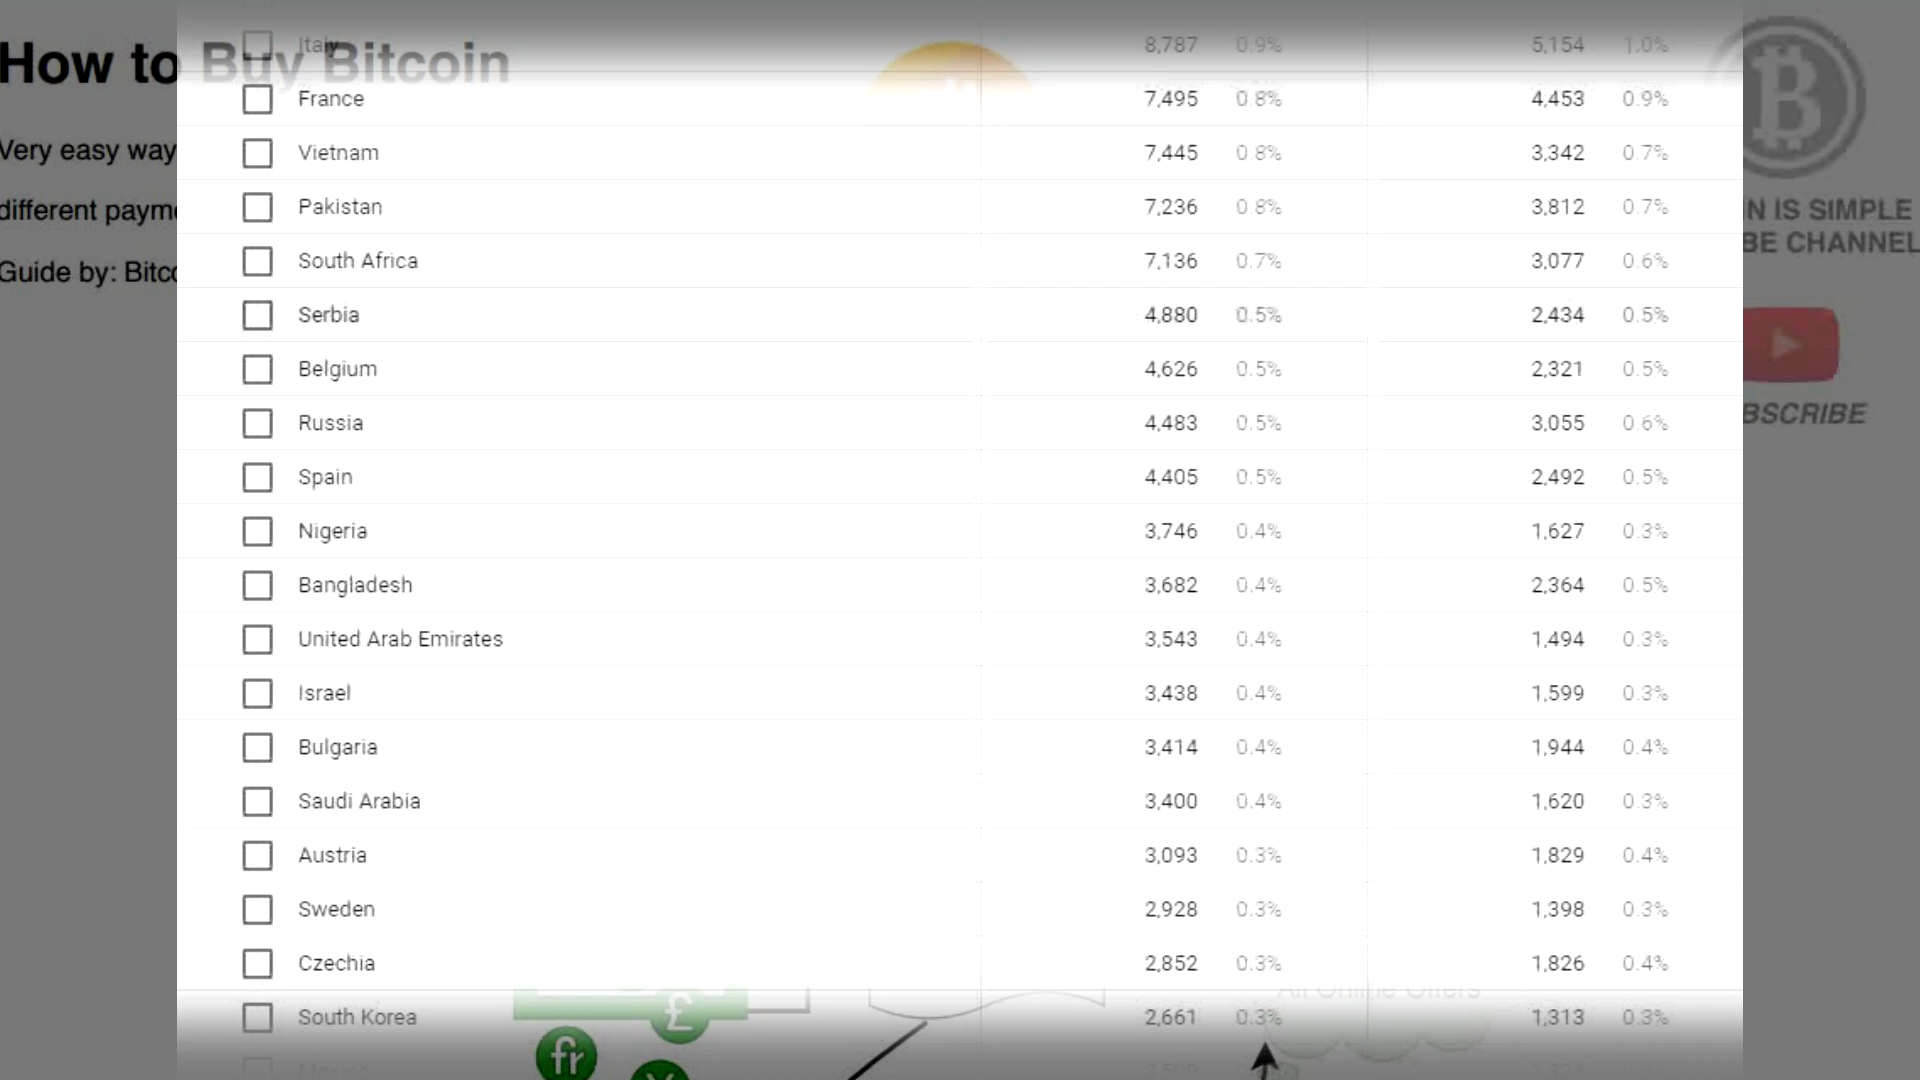 How to Buy Bitcoin
Very easy way
different payme
Guide by: Bitco
Italy 8,787 0.9% 5,154 1.0%
France 7,495 0.8% 4,453 0.9%
Vietnam 7,445 0.8% 3,342 0.7%
Pakistan 7,236 0.8% 3,812 0.7%
South Africa 7,136 0.7% 3,077 0.6%
Serbia 4,880 0.5% 2,434 0.5%
Belgium 4,626 0.5% 2,321 0.5%
Russia 4,483 0.5% 3,055 0.6%
Spain 4,405 0.5% 2,492 0.5%
Nigeria 3,746 0.4% 1,627 0.3%
Bangladesh 3,682 0.4% 2,364 0.5%
United Arab Emirates 3,543 0.4% 1,494 0.3%
Israel 3,438 0.4% 1,599 0.3%
Bulgaria 3,414 0.4% 1,944 0.4%
Saudi Arabia 3,400 0.4% 1,620 0.3%
Austria 3,093 0.3% 1,829 0.4%
Sweden 2,928 0.3% 1,398 0.3%
Czechia 2,852 0.3% 1,826 0.4%
South Korea 2,661 0.3% 1,313 0.3%
N IS SIMPLE
BE CHANNEL
BSCRIBE
All Online Offers
£
fr